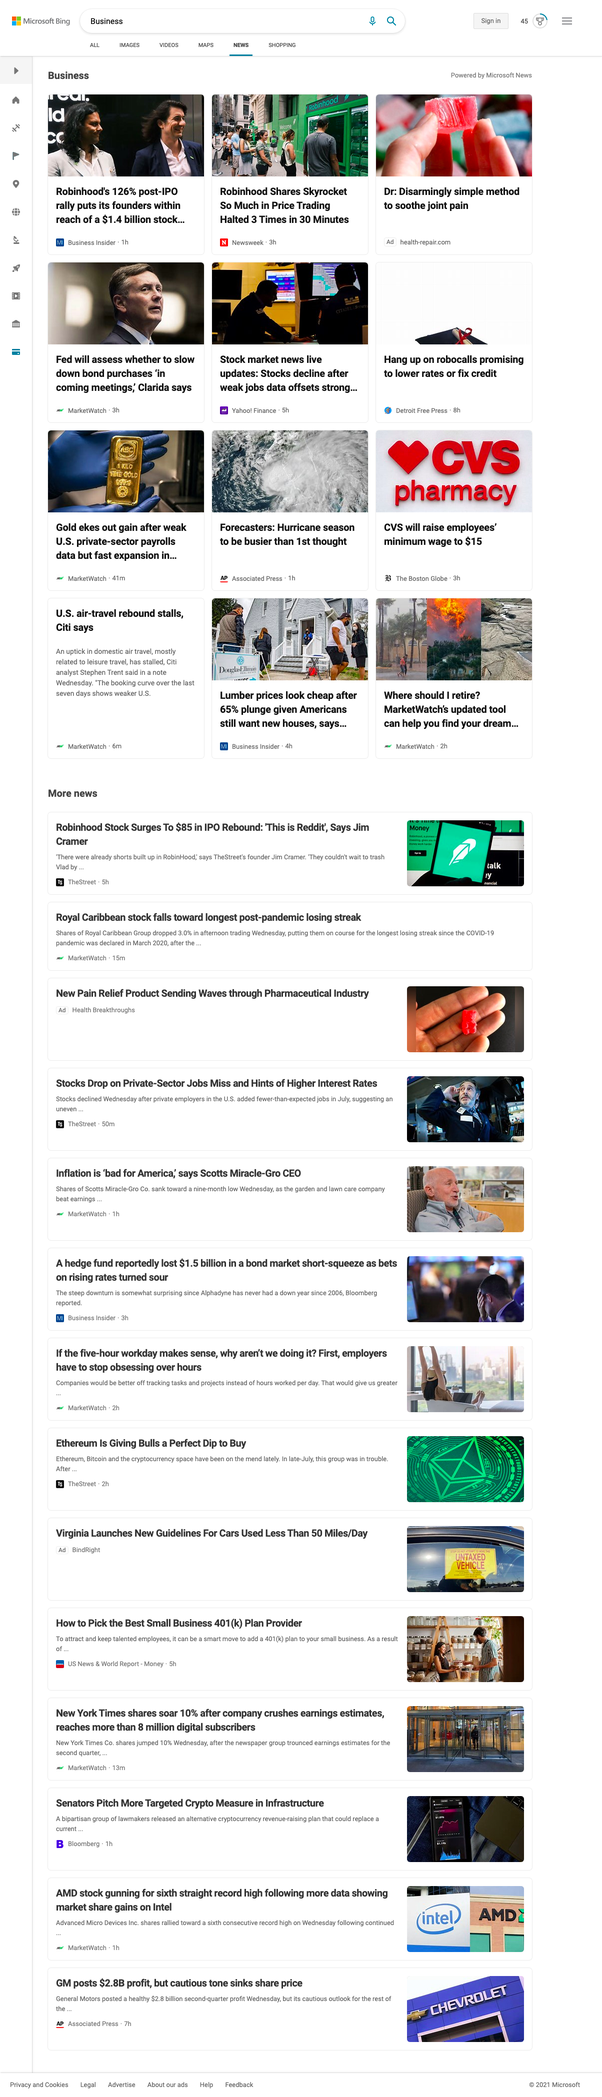 Microsoft Bing
Business
Sign in
45
ALL
IMAGES
VIDEOS
MAPS
NEWS
SHOPPING
Business
Powered by Microsoft News
Robinhood's 126% post-IPO
rally puts its founders within
reach of a $1.4 billion stock...
Business Insider · 1h
Robinhood
Robinhood Shares Skyrocket
So Much in Price Trading
Halted 3 Times in 30 Minutes
Newsweek · 3h
Dr: Disarmingly simple method
to soothe joint pain
Ad health-repair.com
Fed will assess whether to slow
down bond purchases ‘in
coming meetings,’ Clarida says
MarketWatch · 3h
Stock market news live
updates: Stocks decline after
weak jobs data offsets strong...
Yahoo! Finance · 5h
Hang up on robocalls promising
to lower rates or fix credit
Detroit Free Press · 8h
1 KILO
FINE GOLD
Gold ekes out gain after weak
U.S. private-sector payrolls
data but fast expansion in...
MarketWatch · 41m
Forecasters: Hurricane season
to be busier than 1st thought
AP Associated Press · 1h
CVS
pharmacy
CVS will raise employees’
minimum wage to $15
The Boston Globe · 3h
U.S. air-travel rebound stalls,
Citi says
An uptick in domestic air travel, mostly
related to leisure travel, has stalled, Citi
analyst Stephen Trent said in a note
Wednesday. "The booking curve over the last
seven days shows weaker U.S.
MarketWatch · 6m
Douglas Elliman
Lumber prices look cheap after
65% plunge given Americans
still want new houses, says...
Business Insider · 4h
Where should I retire?
MarketWatch’s updated tool
can help you find your dream...
MarketWatch · 2h
More news
Robinhood Stock Surges To $85 in IPO Rebound: 'This is Reddit', Says Jim
Cramer
'There were already shorts built up in RobinHood,' says TheStreet's founder Jim Cramer. 'They couldn't wait to trash
Vlad by ...
TheStreet · 5h
Money
talk
Royal Caribbean stock falls toward longest post-pandemic losing streak
Shares of Royal Caribbean Group dropped 3.0% in afternoon trading Wednesday, putting them on course for the longest losing streak since the COVID-19
pandemic was declared in March 2020, after the ...
MarketWatch · 15m
New Pain Relief Product Sending Waves through Pharmaceutical Industry
Ad Health Breakthroughs
Stocks Drop on Private-Sector Jobs Miss and Hints of Higher Interest Rates
Stocks declined Wednesday after private employers in the U.S. added fewer-than-expected jobs in July, suggesting an
uneven ...
TheStreet · 50m
Inflation is ‘bad for America,’ says Scotts Miracle-Gro CEO
Shares of Scotts Miracle-Gro Co. sank toward a nine-month low Wednesday, as the garden and lawn care company
beat earnings ...
MarketWatch · 1h
A hedge fund reportedly lost $1.5 billion in a bond market short-squeeze as bets
on rising rates turned sour
The steep downturn is somewhat surprising since Alphadyne has never had a down year since 2006, Bloomberg
reported.
Business Insider · 3h
If the five-hour workday makes sense, why aren’t we doing it? First, employers
have to stop obsessing over hours
Companies would be better off tracking tasks and projects instead of hours worked per day. That would give us greater
...
MarketWatch · 2h
Ethereum Is Giving Bulls a Perfect Dip to Buy
Ethereum, Bitcoin and the cryptocurrency space have been on the mend lately. In late-July, this group was in trouble.
After ...
TheStreet · 2h
Virginia Launches New Guidelines For Cars Used Less Than 50 Miles/Day
Ad BindRight
UNTAXED
VEHICLE
How to Pick the Best Small Business 401(k) Plan Provider
To attract and keep talented employees, it can be a smart move to add a 401(k) plan to your small business. As a result
of ...
US News & World Report - Money · 5h
New York Times shares soar 10% after company crushes earnings estimates,
reaches more than 8 million digital subscribers
New York Times Co. shares jumped 10% Wednesday, after the newspaper group trounced earnings estimates for the
second quarter, ...
MarketWatch · 13m
Senators Pitch More Targeted Crypto Measure in Infrastructure
A bipartisan group of lawmakers released an alternative cryptocurrency revenue-raising plan that could replace a
current ...
B Bloomberg · 1h
AMD stock gunning for sixth straight record high following more data showing
market share gains on Intel
Advanced Micro Devices Inc. shares rallied toward a sixth consecutive record high on Wednesday following continued
...
MarketWatch · 1h
intel
AMD
GM posts $2.8B profit, but cautious tone sinks share price
General Motors posted a healthy $2.8 billion second-quarter profit Wednesday, but its cautious outlook for the rest of
the ...
AP Associated Press · 7h
CHEVROLET
Privacy and Cookies
Legal
Advertise
About our ads
Help
Feedback
© 2021 Microsoft